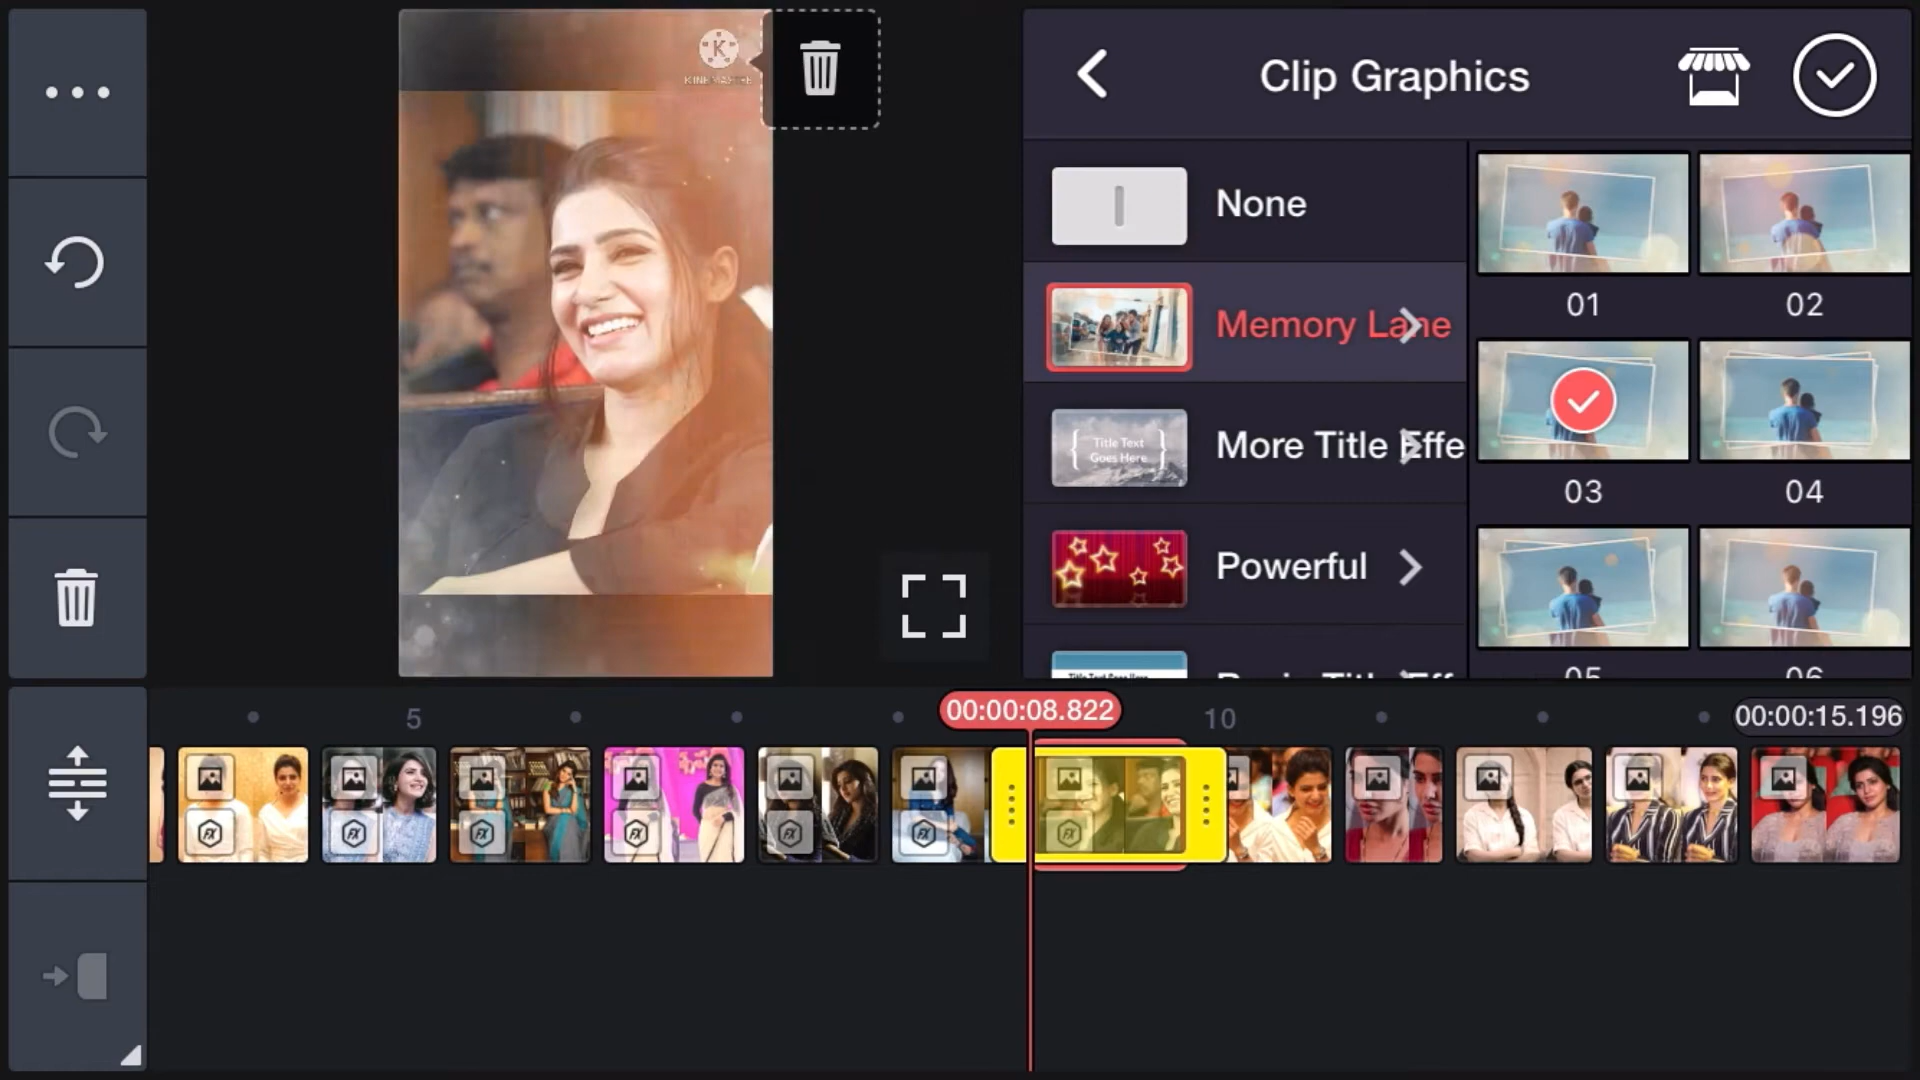 KINEMASTER
Clip Graphics
None
Memory Lane
More Title Effe
Title Text
Goes Here
Powerful
01
02
03
04
05
06
5
00:00:08.822
10
00:00:15.196